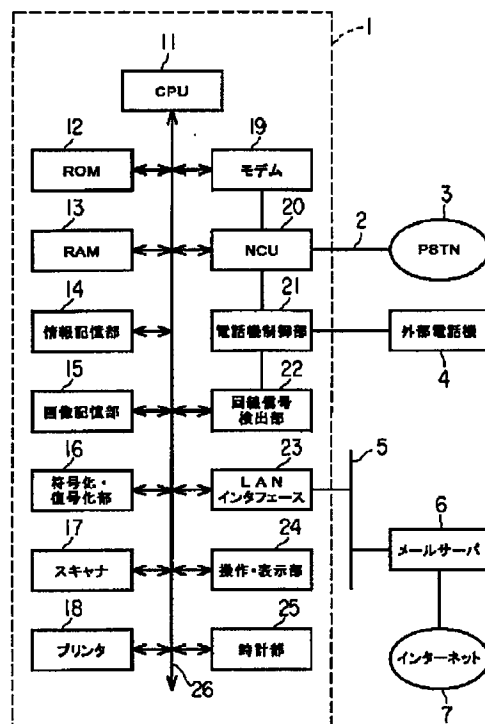 1
11
CPU
12
ROM
19
モデム
13
RAM
20
NCU
2
3
PSTN
14
情報記憶部
21
電話機制御部
外部電話機
4
15
画像記憶部
22
回線信号
検出部
16
符号化・
復号化部
23
LAN
インタフェース
5
6
メールサーバ
17
スキャナ
24
操作・表示部
18
プリンタ
25
時計部
26
インターネット
7